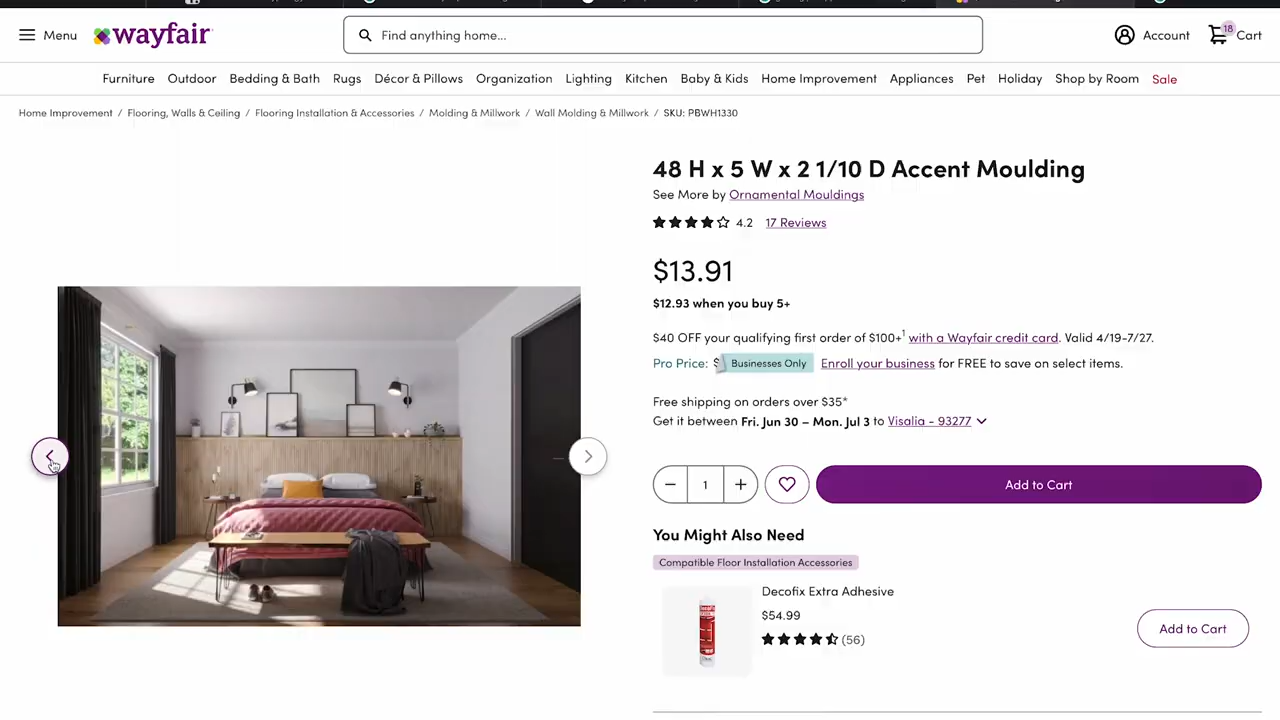 Menu
wayfair
Find anything home...
Account
18
Cart
Furniture
Outdoor
Bedding & Bath
Rugs
Décor & Pillows
Organization
Lighting
Kitchen
Baby & Kids
Home Improvement
Appliances
Pet
Holiday
Shop by Room
Sale
Home Improvement / Flooring, Walls & Ceiling / Flooring Installation & Accessories / Molding & Millwork / Wall Molding & Millwork / SKU: PBWH1330
48 H x 5 W x 2 1/10 D Accent Moulding
See More by Ornamental Mouldings
4.2 17 Reviews
$13.91
$12.93 when you buy 5+
$40 OFF your qualifying first order of $100+1 with a Wayfair credit card. Valid 4/19-7/27.
Pro Price: $ Businesses Only Enroll your business for FREE to save on select items.
Free shipping on orders over $35*
Get it between Fri. Jun 30 – Mon. Jul 3 to Visalia - 93277
1
Add to Cart
You Might Also Need
Compatible Floor Installation Accessories
Decofix Extra Adhesive
$54.99
(56)
Add to Cart